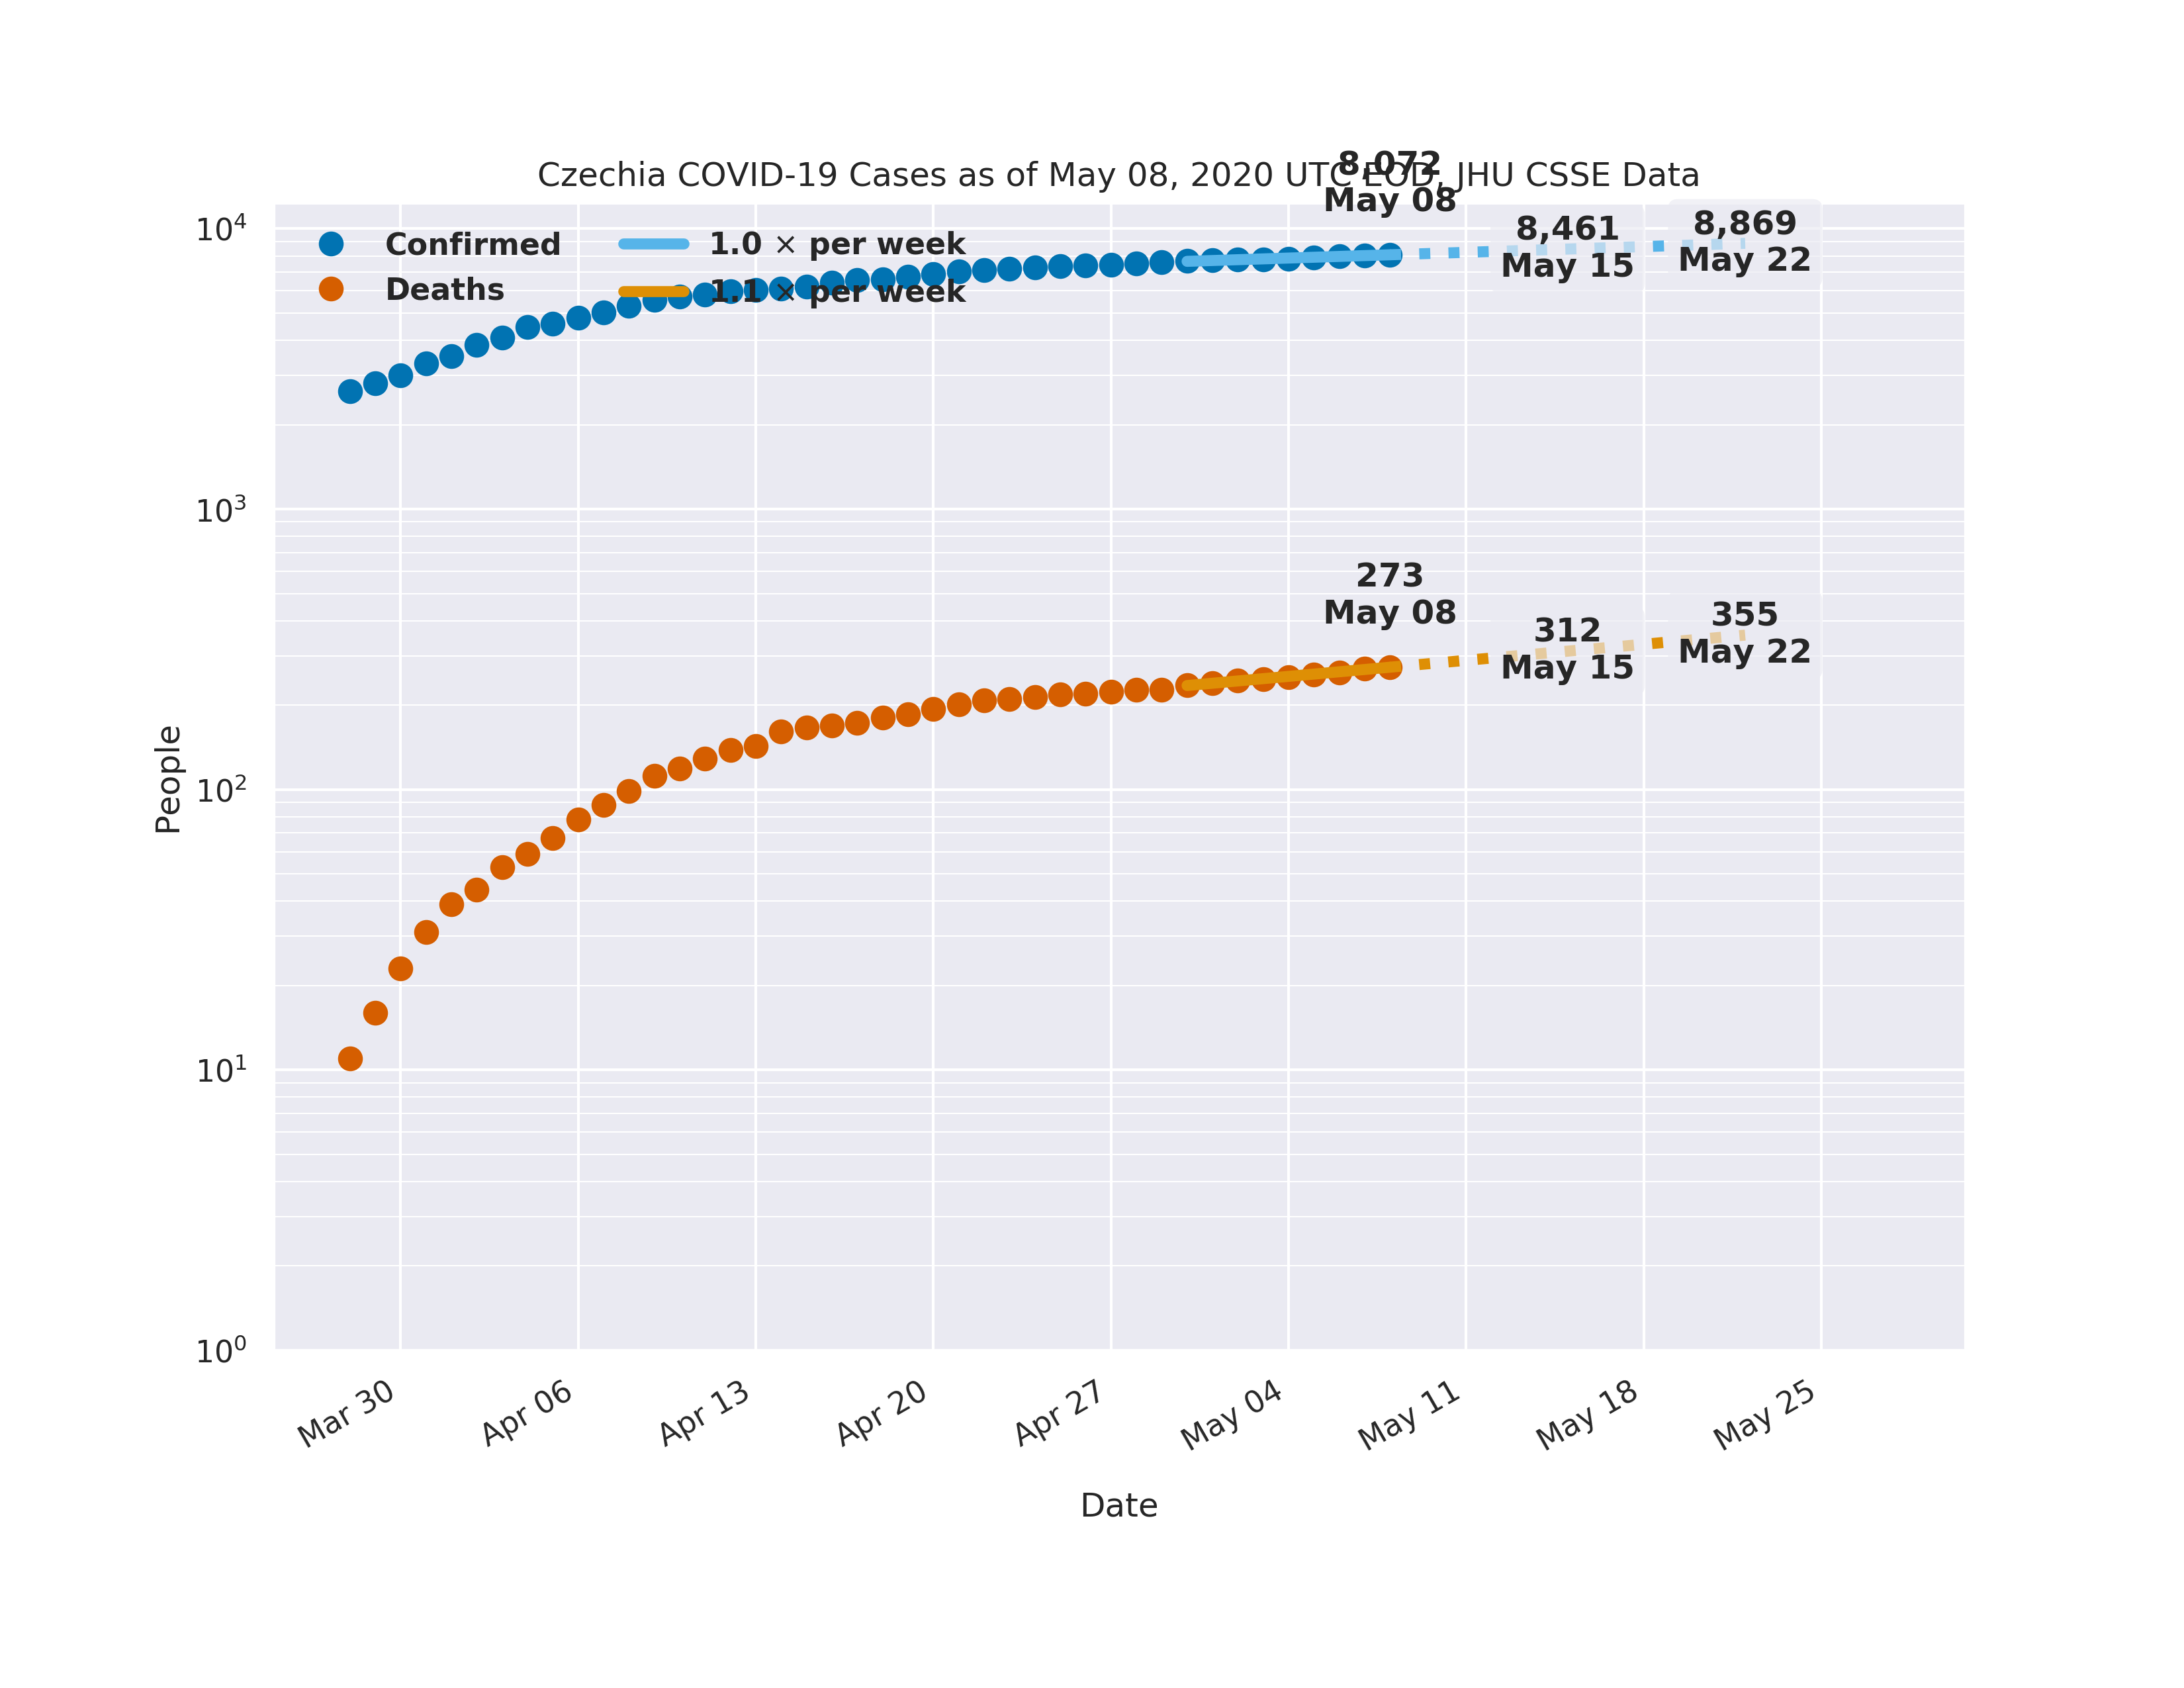 Czechia COVID-19 Cases as of May 08, 2020 UTC EOD, JHU CSSE Data
8,072
May 08
8,461
May 15
8,869
May 22
Confirmed
Deaths
1.0 × per week
1.1 × per week
273
May 08
312
May 15
355
May 22
10⁴
10³
10²
10¹
10⁰
People
Mar 30
Apr 06
Apr 13
Apr 20
Apr 27
May 04
May 11
May 18
May 25
Date